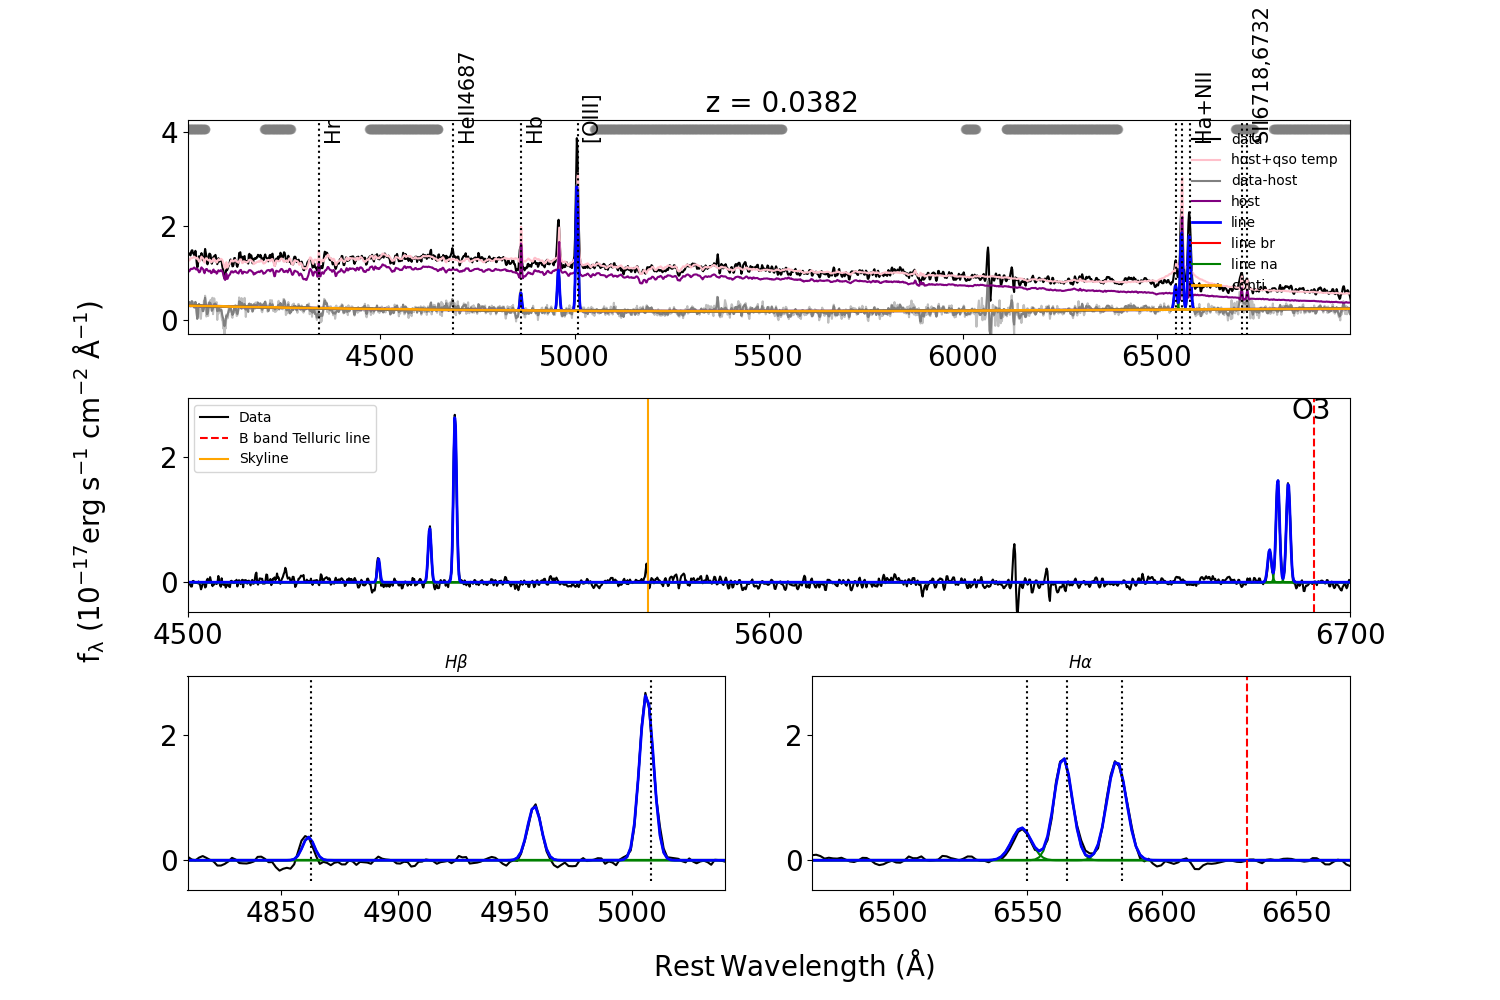 z = 0.0382
Hr
HeII4687
Hb
[OIII]
Ha+NII
SII6718,6732
data
host+qso temp
data-host
host
line
line br
line na
conti
4
2
0
4500 5000 5500 6000 6500
fλ (10⁻¹⁷erg s⁻¹ cm⁻² Å⁻¹)
Data
B band Telluric line
Skyline
O3
2
0
4500 5600 6700
Hβ
2
0
4850 4900 4950 5000
Hα
2
0
6500 6550 6600 6650
Rest Wavelength (Å)